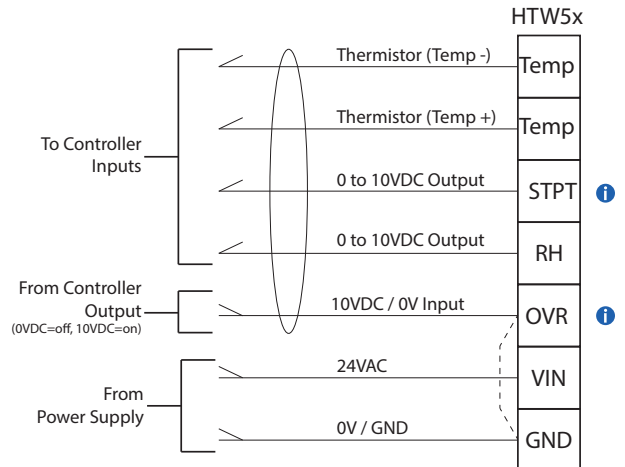 HTW5x
Thermistor (Temp -)
Temp
Thermistor (Temp +)
Temp
To Controller
Inputs
0 to 10VDC Output
STPT
i
0 to 10VDC Output
RH
From Controller
Output
(0VDC=off, 10VDC=on)
10VDC / 0V Input
OVR
i
24VAC
VIN
From
Power Supply
0V / GND
GND